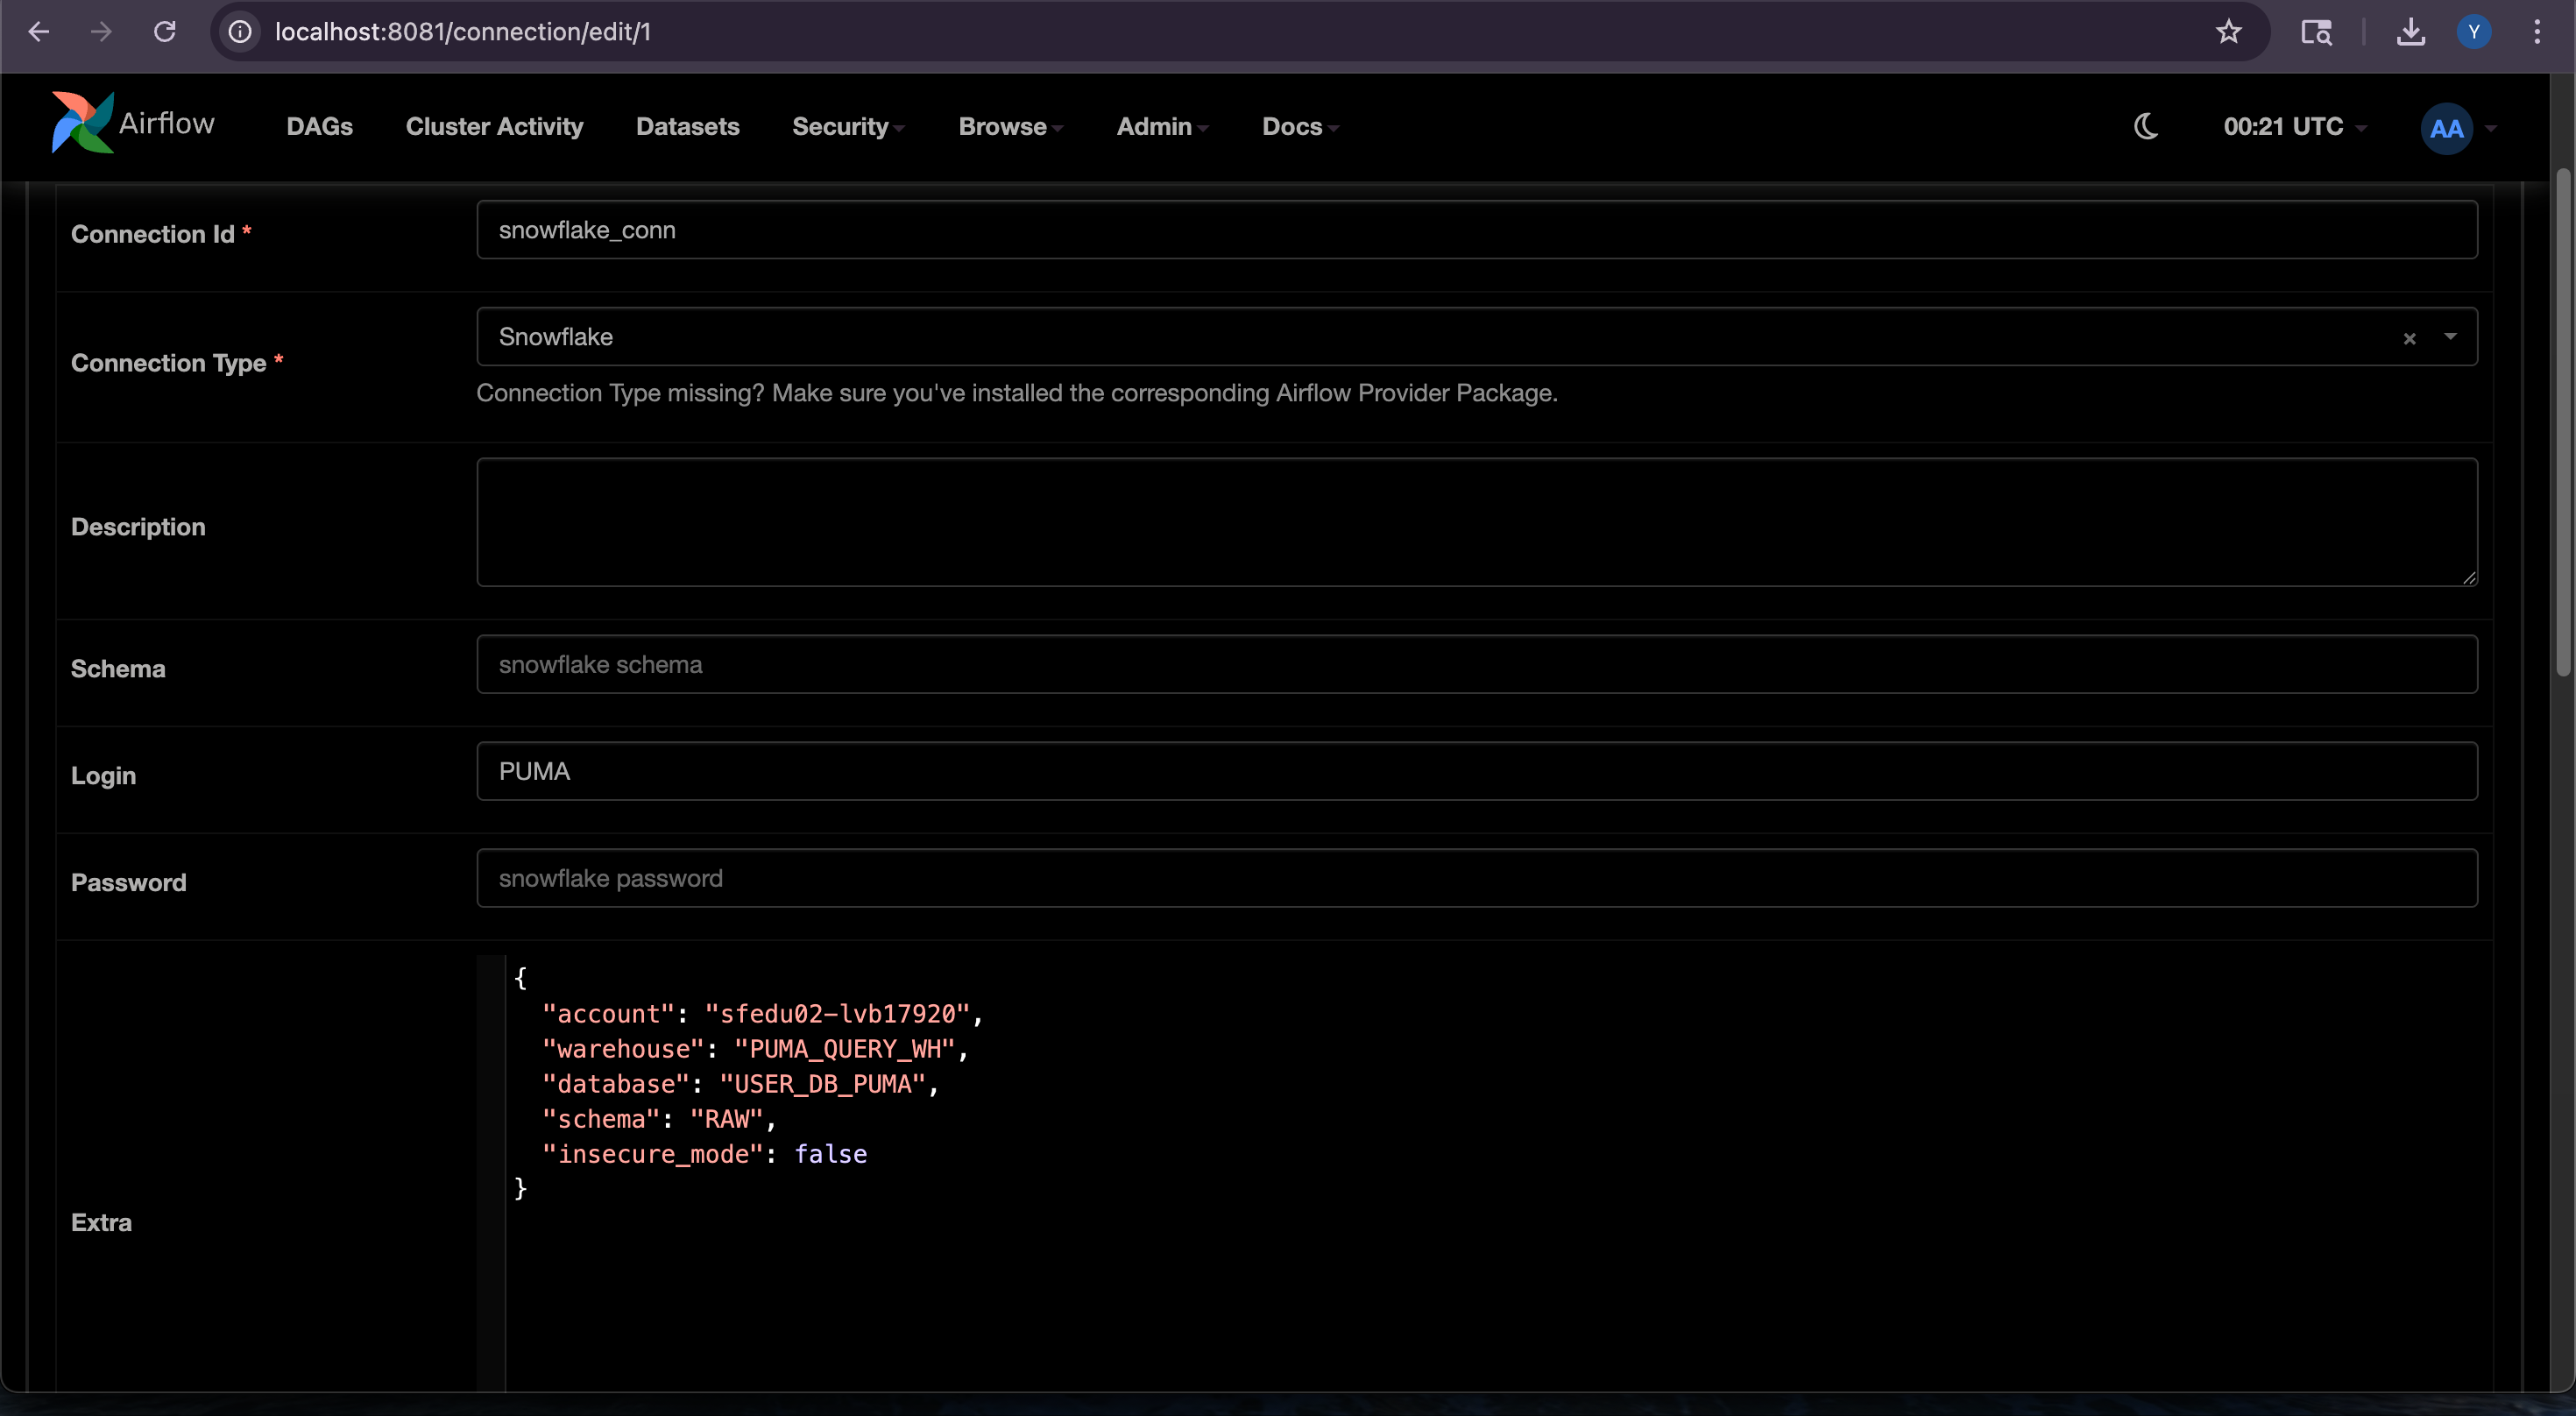 localhost:8081/connection/edit/1
Y
Airflow DAGs Cluster Activity Datasets Security Browse Admin Docs 00:21 UTC AA
Connection Id * snowflake_conn
Connection Type * Snowflake
Connection Type missing? Make sure you've installed the corresponding Airflow Provider Package.
Description
Schema snowflake schema
Login PUMA
Password snowflake password
Extra
{
"account": "sfedu02-lvb17920",
"warehouse": "PUMA_QUERY_WH",
"database": "USER_DB_PUMA",
"schema": "RAW",
"insecure_mode": false
}